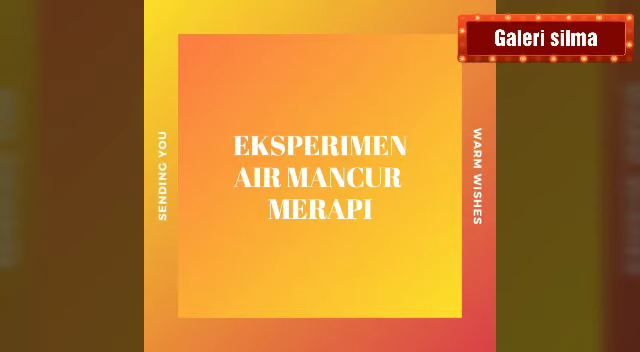 Galeri silma
SENDING YOU
EKSPERIMEN
AIR MANCUR
MERAPI
WARM WISHES